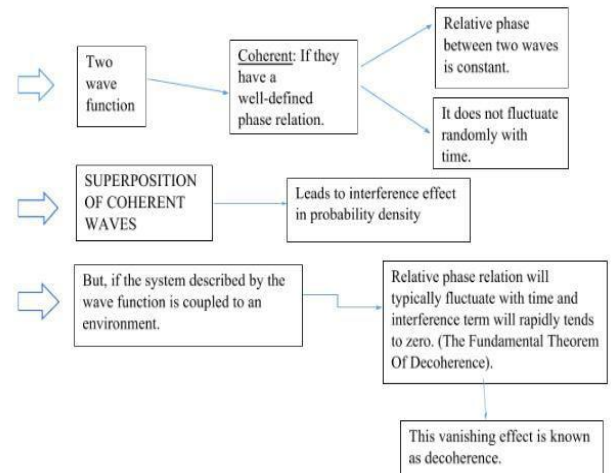 Two
wave
function
Coherent: If they
have a
well-defined
phase relation.
Relative phase
between two waves
is constant.
It does not fluctuate
randomly with
time.
SUPERPOSITION
OF COHERENT
WAVES
Leads to interference effect
in probability density
But, if the system described by the
wave function is coupled to an
environment.
Relative phase relation will
typically fluctuate with time and
interference term will rapidly tends
to zero. (The Fundamental Theorem
Of Decoherence).
This vanishing effect is known
as decoherence.